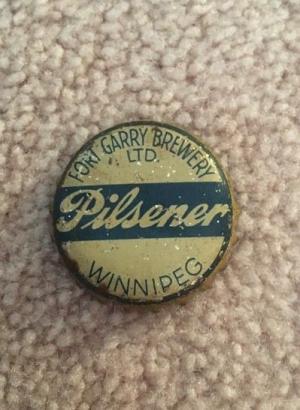 FORT GARRY BREWERY
LTD.
Pilsener
WINNIPEG